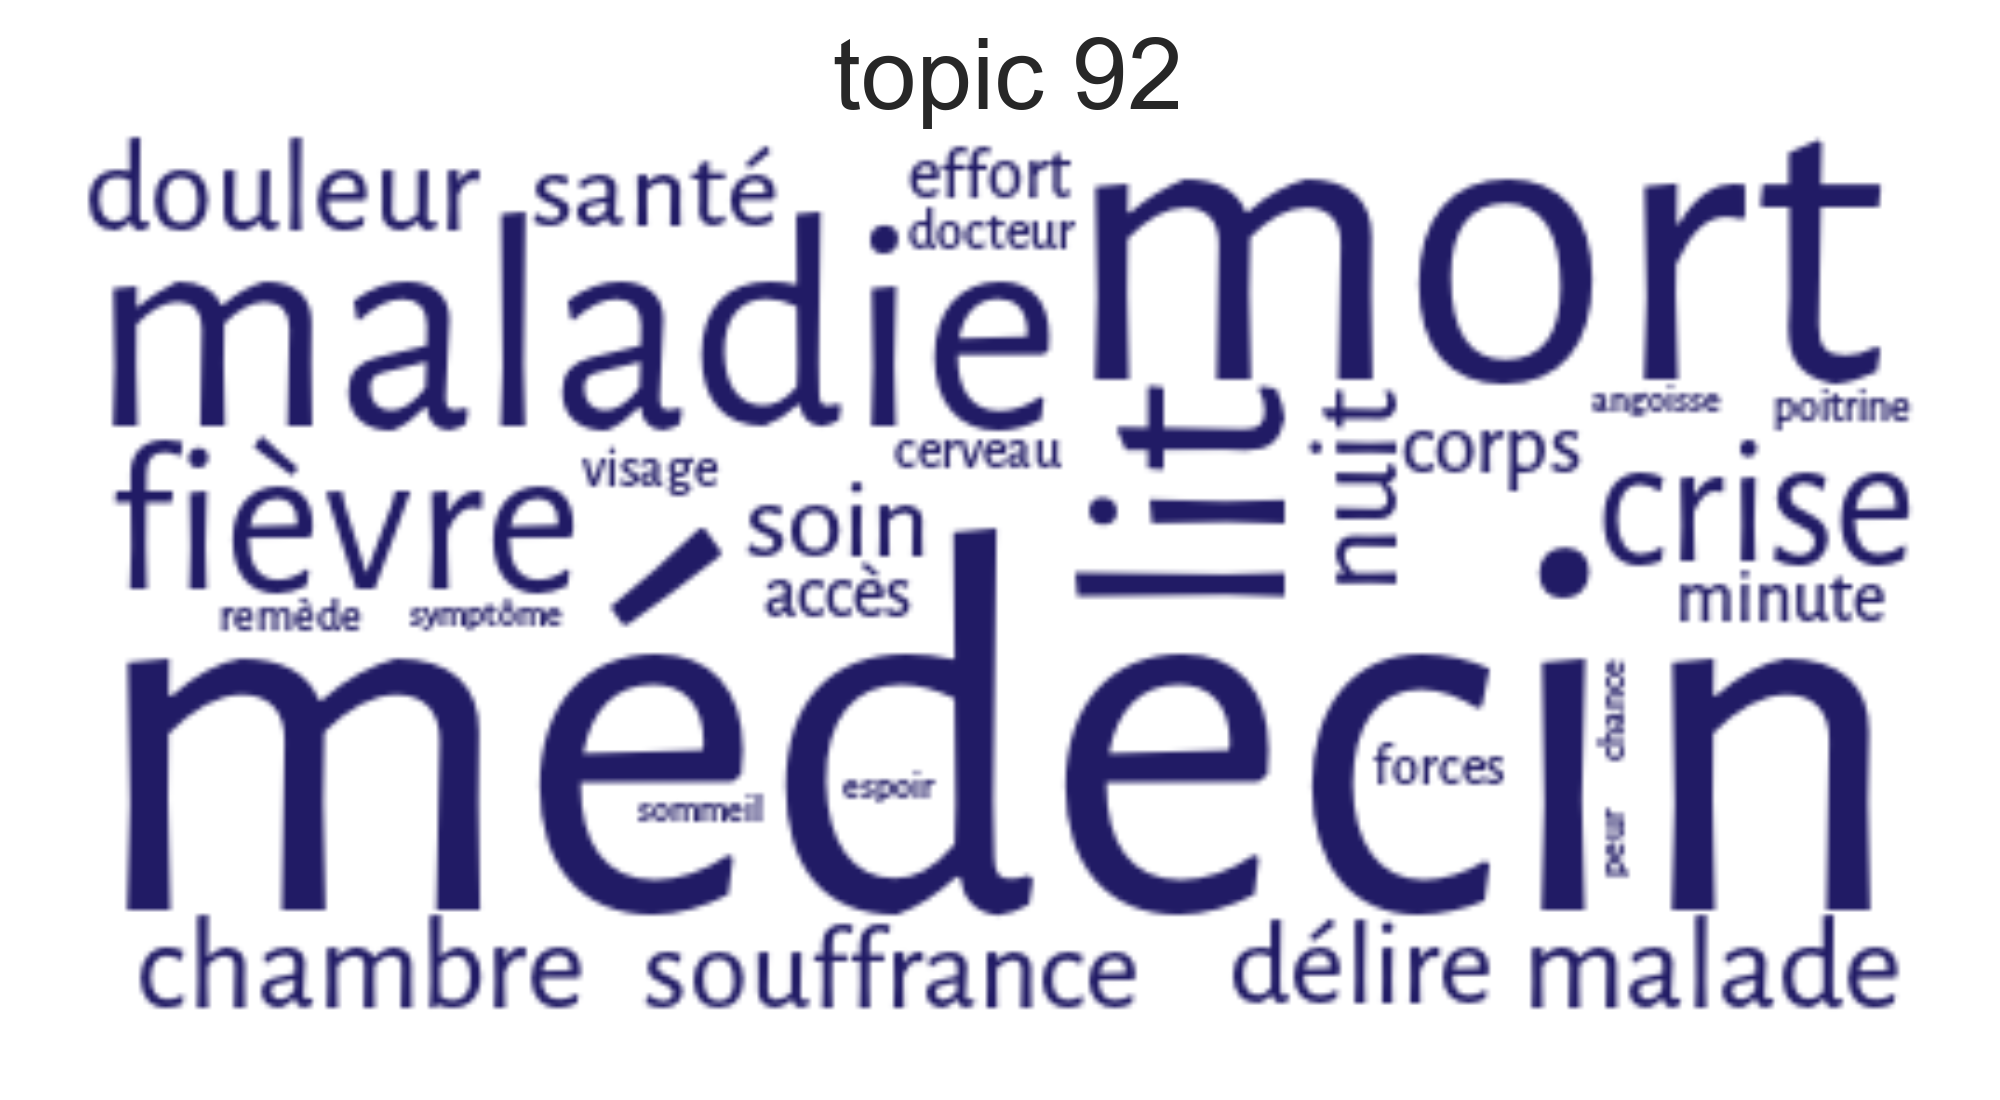 topic 92
douleur santé effort mort
docteur
maladie
angoisse poitrine
fièvre visage cerveau lit nuit corps crise
soin
accès minute
remède symptôme
médecin
chance
forces
espoir
sommeil peur
chambre souffrance délire malade